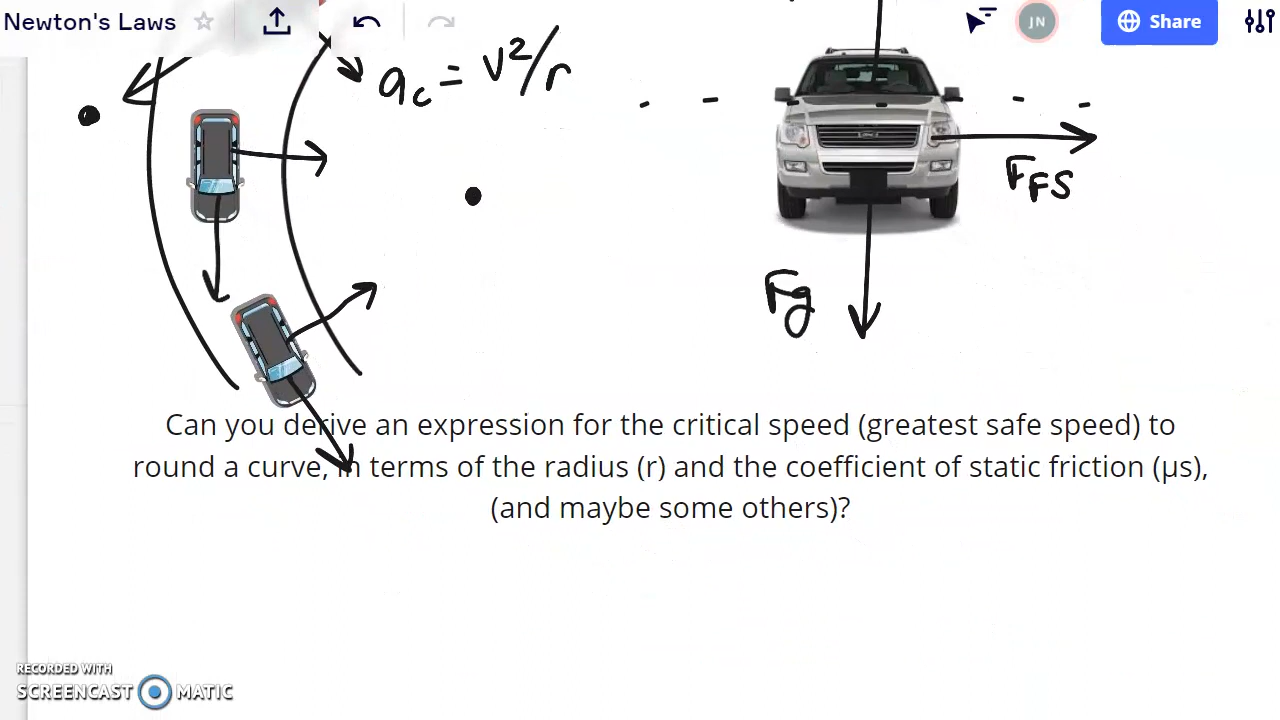 Newton's Laws
JN
Share
ac = v²/r
FFS
Fg
Can you derive an expression for the critical speed (greatest safe speed) to
round a curve, in terms of the radius (r) and the coefficient of static friction (μs),
(and maybe some others)?
RECORDED WITH
SCREENCAST MATIC